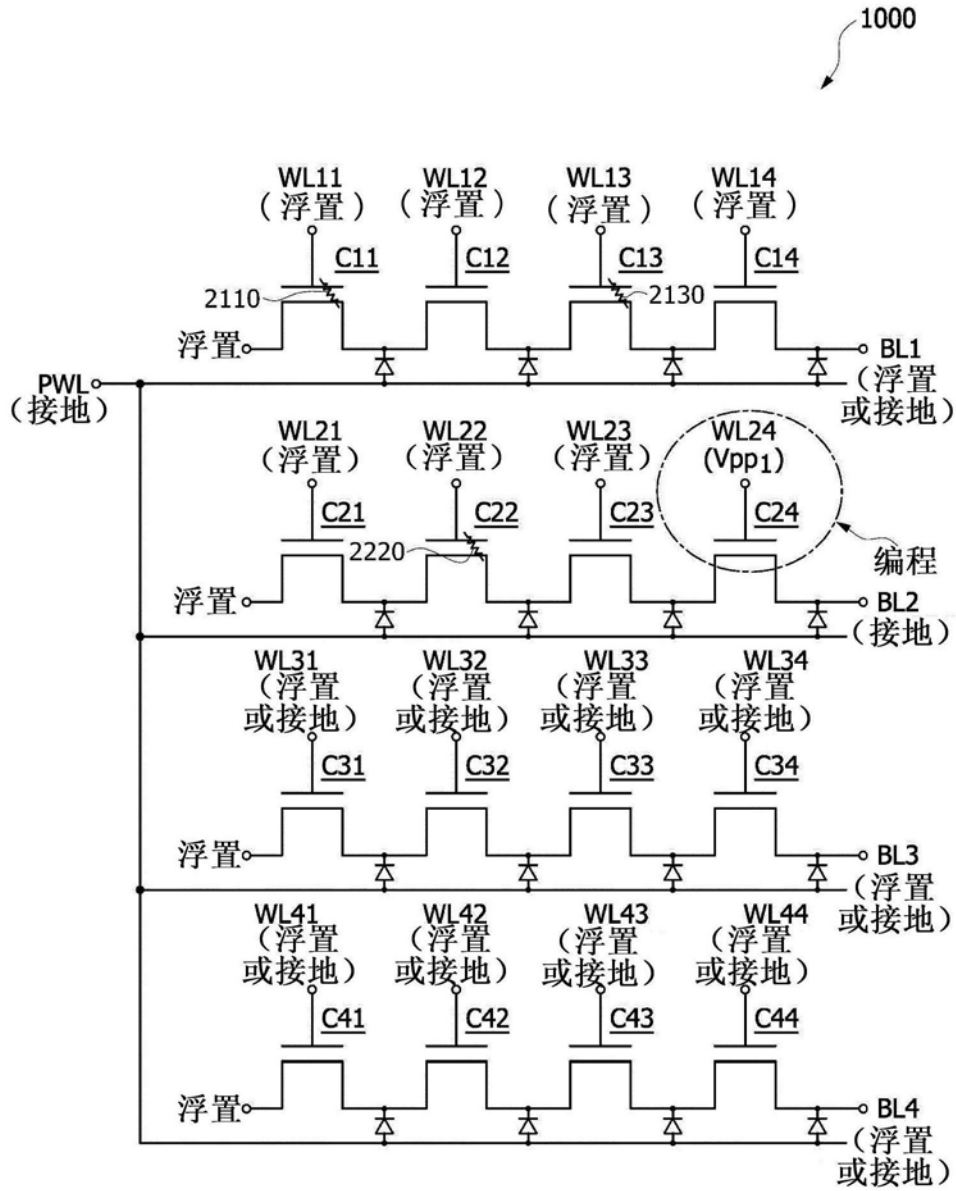 1000
WL11 WL12 WL13 WL14
（浮置） （浮置） （浮置） （浮置）
C11 C12 C13 C14
2110 2130
浮置 BL1
PWL （浮置
（接地） 或接地）
WL21 WL22 WL23 WL24
（浮置） （浮置） （浮置） (Vpp1)
C21 C22 C23 C24
2220 编程
浮置 BL2
（接地）
WL31 WL32 WL33 WL34
（浮置 （浮置 （浮置 （浮置
或接地） 或接地） 或接地） 或接地）
C31 C32 C33 C34
浮置 BL3
（浮置
或接地）
WL41 WL42 WL43 WL44
（浮置 （浮置 （浮置 （浮置
或接地） 或接地） 或接地） 或接地）
C41 C42 C43 C44
浮置 BL4
（浮置
或接地）